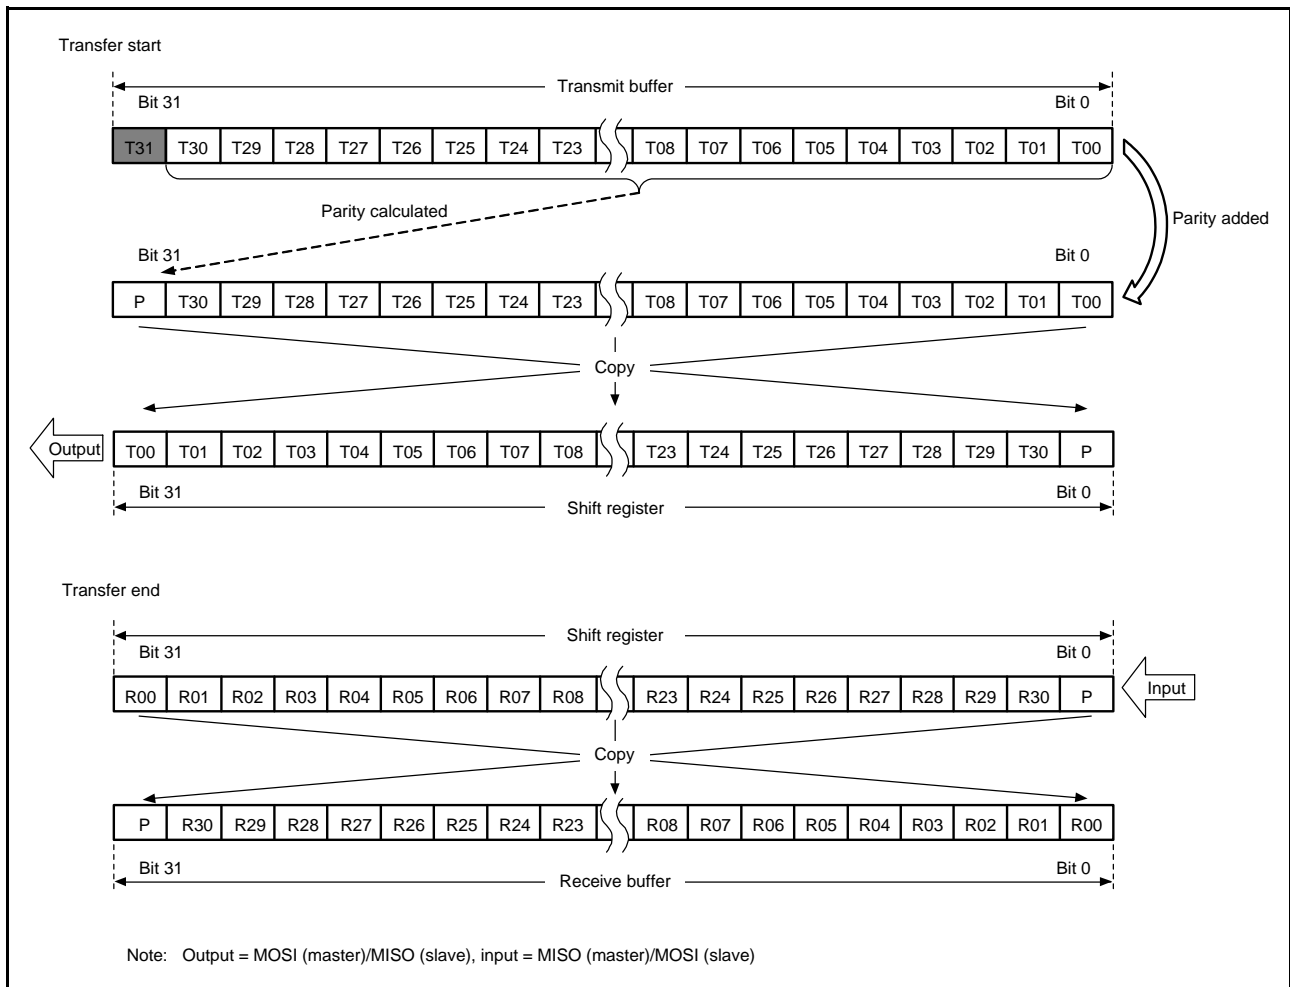 Transfer start
Transmit buffer
Bit 31 Bit 0
T31 T30 T29 T28 T27 T26 T25 T24 T23 T08 T07 T06 T05 T04 T03 T02 T01 T00
Parity calculated
Parity added
Bit 31 Bit 0
P T30 T29 T28 T27 T26 T25 T24 T23 T08 T07 T06 T05 T04 T03 T02 T01 T00
Copy
Output
T00 T01 T02 T03 T04 T05 T06 T07 T08 T23 T24 T25 T26 T27 T28 T29 T30 P
Bit 31 Bit 0
Shift register
Transfer end
Shift register
Bit 31 Bit 0
R00 R01 R02 R03 R04 R05 R06 R07 R08 R23 R24 R25 R26 R27 R28 R29 R30 P
Input
Copy
P R30 R29 R28 R27 R26 R25 R24 R23 R08 R07 R06 R05 R04 R03 R02 R01 R00
Bit 31 Bit 0
Receive buffer
Note: Output = MOSI (master)/MISO (slave), input = MISO (master)/MOSI (slave)